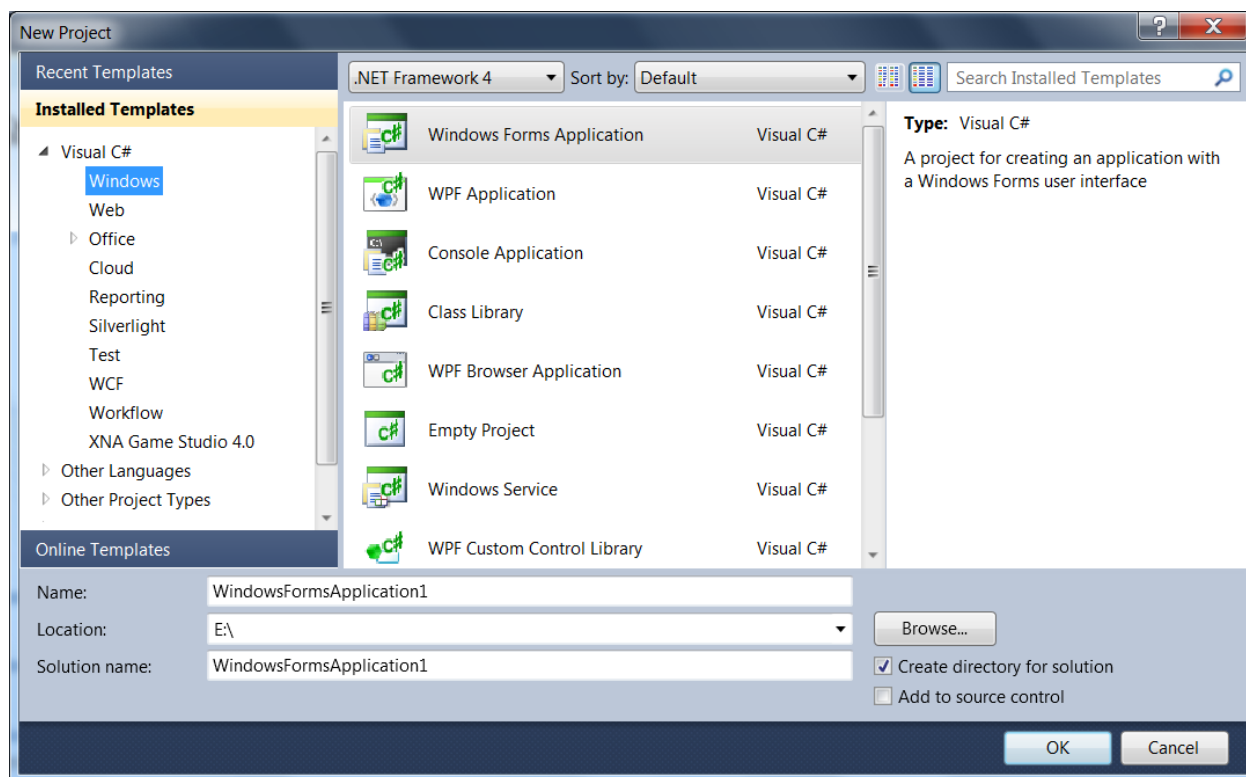 New Project
Recent Templates
Installed Templates
Visual C#
Windows
Web
Office
Cloud
Reporting
Silverlight
Test
WCF
Workflow
XNA Game Studio 4.0
Other Languages
Other Project Types
Online Templates
.NET Framework 4 Sort by: Default Search Installed Templates
Windows Forms Application Visual C#
WPF Application Visual C#
Console Application Visual C#
Class Library Visual C#
WPF Browser Application Visual C#
Empty Project Visual C#
Windows Service Visual C#
WPF Custom Control Library Visual C#
Type: Visual C#
A project for creating an application with
a Windows Forms user interface
Name: WindowsFormsApplication1
Location: E:\ Browse...
Solution name: WindowsFormsApplication1
Create directory for solution
Add to source control
OK Cancel